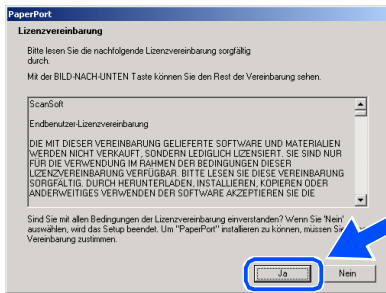 PaperPort
Lizenzvereinbarung
Bitte lesen Sie die nachfolgende Lizenzvereinbarung sorgfältig
durch.
Mit der BILD-NACH-UNTEN Taste können Sie den Rest der Vereinbarung sehen.
ScanSoft
Endbenutzer-Lizenzvereinbarung
DIE MIT DIESER VEREINBARUNG GELIEFERTE SOFTWARE UND MATERIALIEN
WERDEN NICHT VERKAUFT, SONDERN LEDIGLICH LIZENSIERT. SIE SIND NUR
FÜR DIE VERWENDUNG IM RAHMEN DER BEDINGUNGEN DIESER
LIZENZVEREINBARUNG VERFÜGBAR. BITTE LESEN SIE DIESE VEREINBARUNG
SORGFÄLTIG. DURCH HERUNTERLADEN, INSTALLIEREN, KOPIEREN ODER
ANDERWEITIGES VERWENDEN DER SOFTWARE AKZEPTIEREN SIE DIE
Sind Sie mit allen Bedingungen der Lizenzvereinbarung einverstanden? Wenn Sie 'Nein'
auswählen, wird das Setup beendet. Um "PaperPort" installieren zu können, müssen Sie
Vereinbarung zustimmen.
Ja
Nein